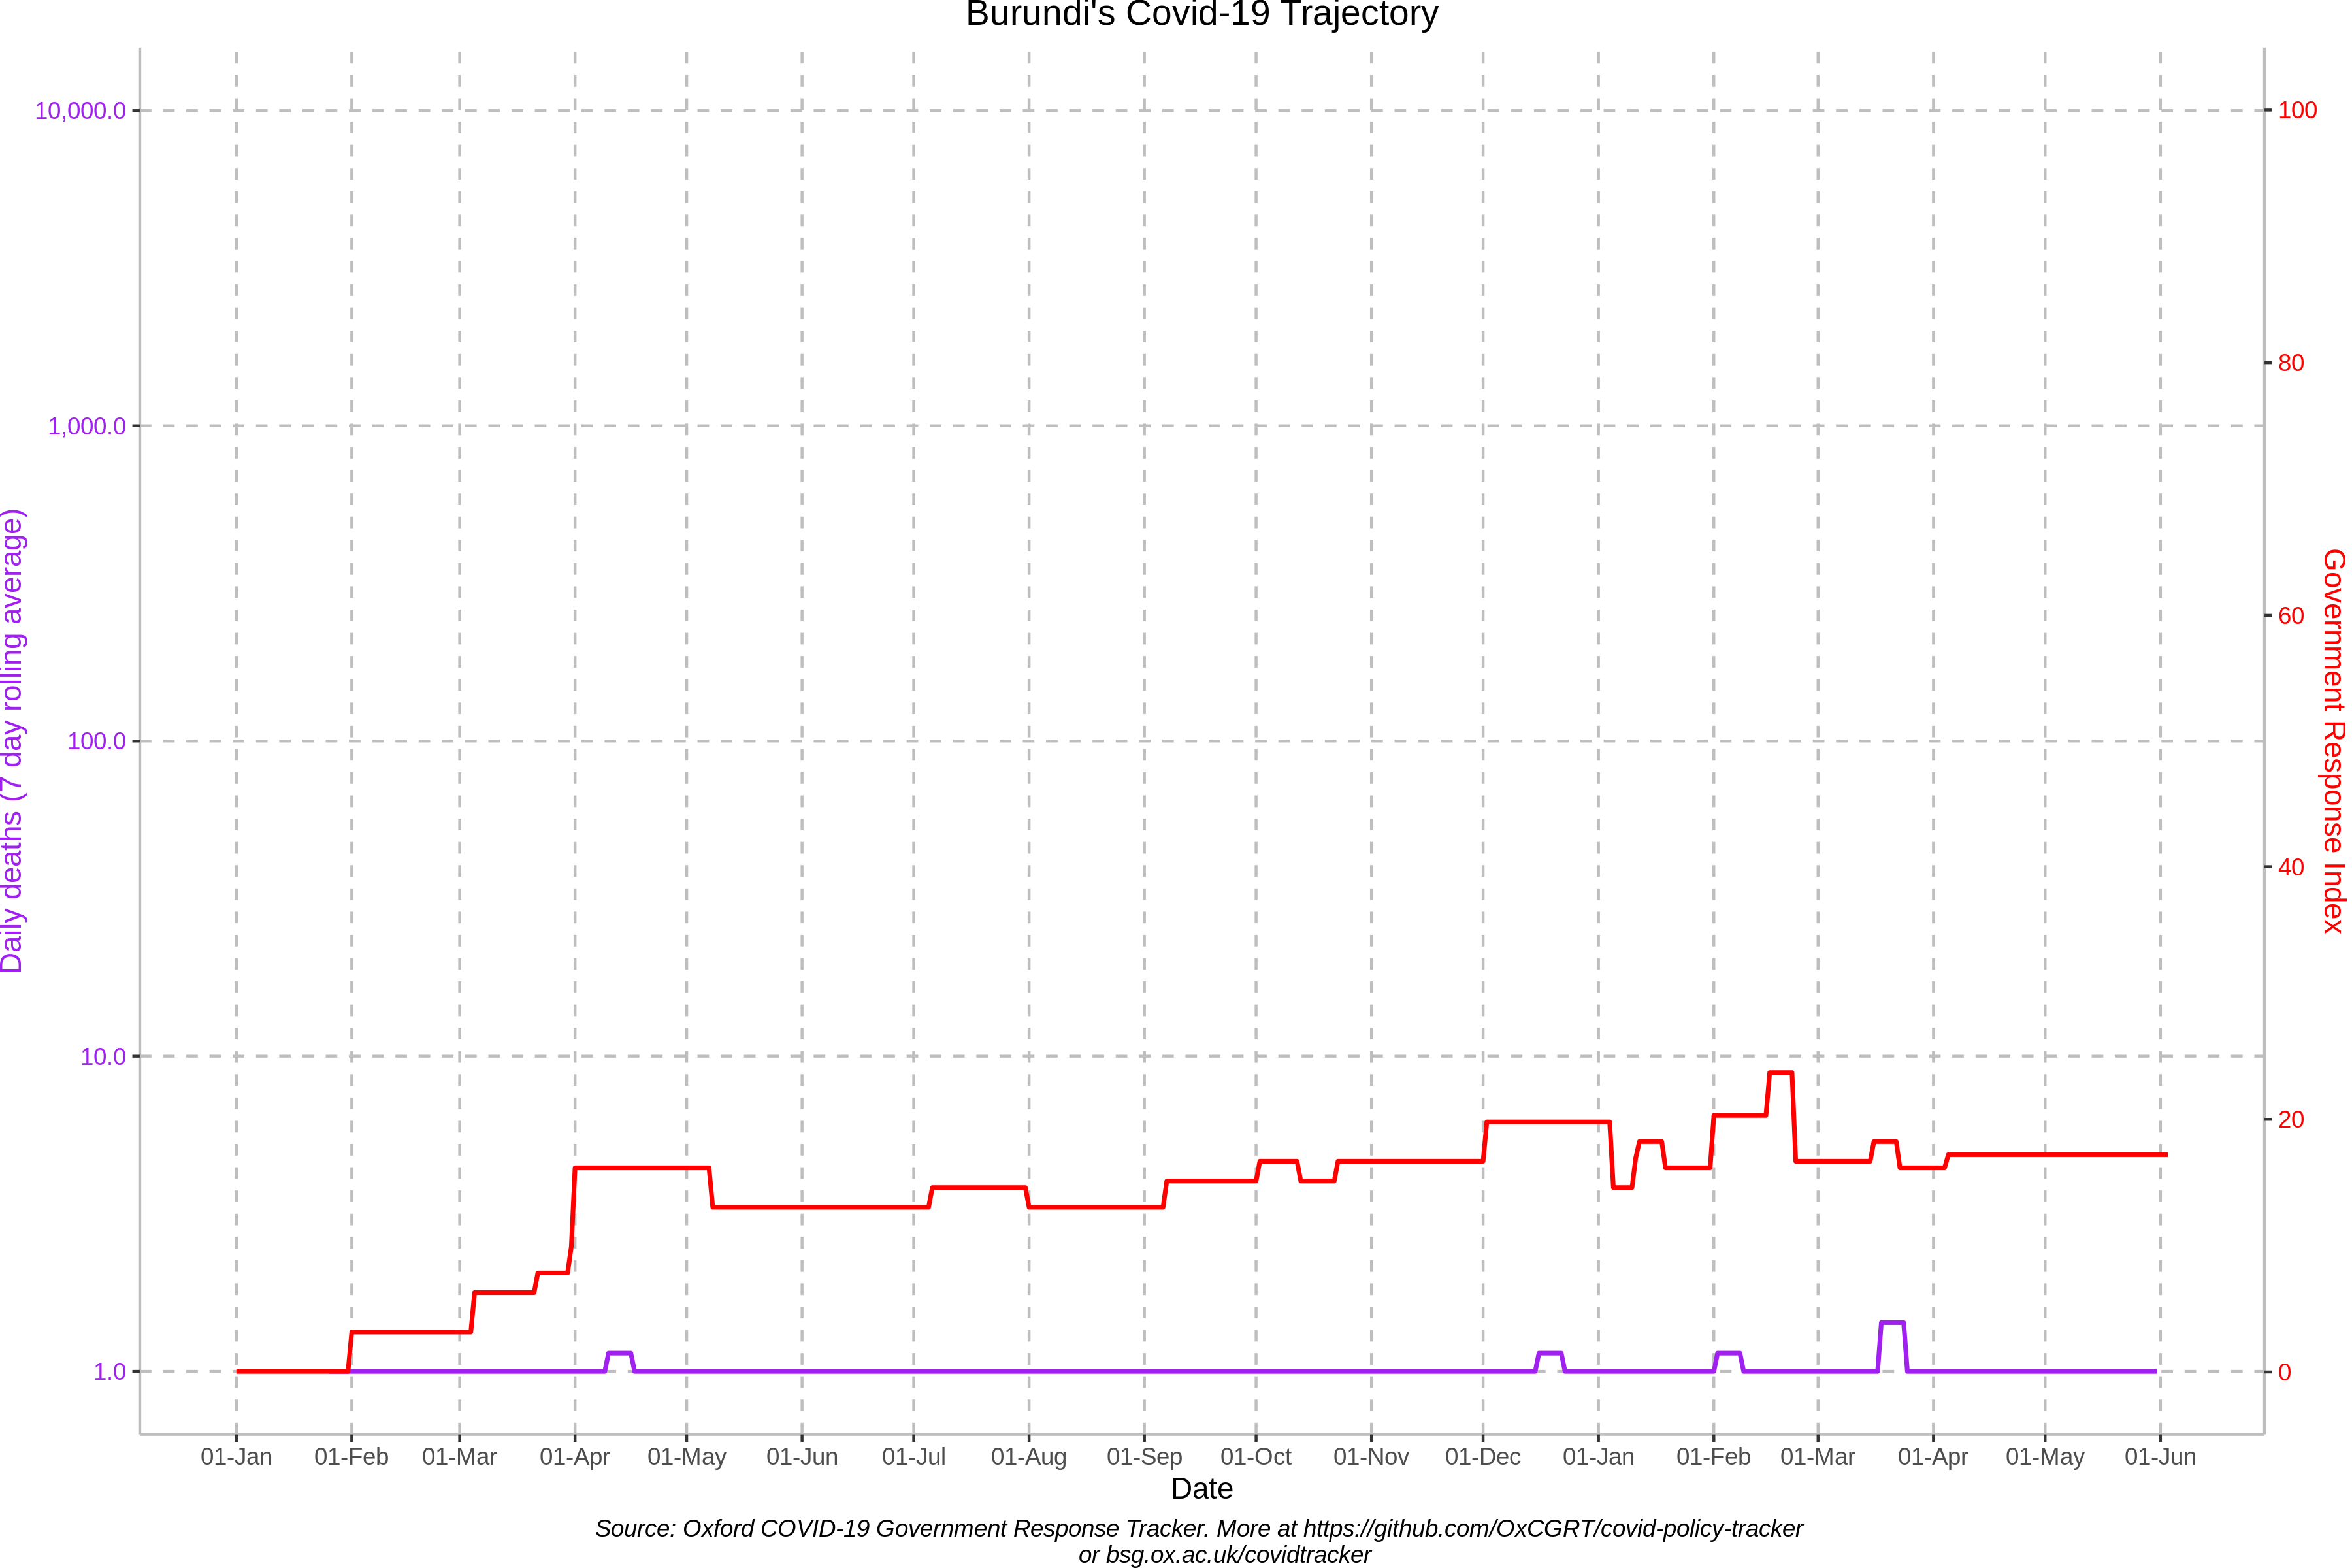 Burundi's Covid-19 Trajectory
Daily deaths (7 day rolling average)
10,000.0
1,000.0
100.0
10.0
1.0
100
80
60
40
20
0
Government Response Index
01-Jan 01-Feb 01-Mar 01-Apr 01-May 01-Jun 01-Jul 01-Aug 01-Sep 01-Oct 01-Nov 01-Dec 01-Jan 01-Feb 01-Mar 01-Apr 01-May 01-Jun
Date
Source: Oxford COVID-19 Government Response Tracker. More at https://github.com/OxCGRT/covid-policy-tracker
or bsg.ox.ac.uk/covidtracker